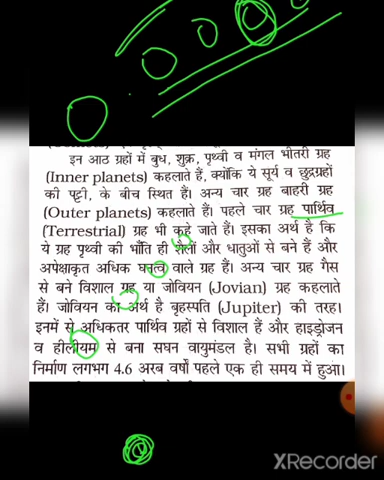 इन आठ ग्रहों में बुध, शुक्र, पृथ्वी व मंगल भीतरी ग्रह
(Inner planets) कहलाते हैं, क्योंकि ये सूर्य व छुद्रग्रहों
की पट्टी, के बीच स्थित हैं। अन्य चार ग्रह बाहरी ग्रह
(Outer planets) कहलाते हैं। पहले चार ग्रह पार्थिव
(Terrestrial) ग्रह भी कहे जाते हैं। इसका अर्थ है कि
ये ग्रह पृथ्वी की भाँति ही शैलों और धातुओं से बने हैं और
अपेक्षाकृत अधिक घनत्व वाले ग्रह हैं। अन्य चार ग्रह गैस
से बने विशाल ग्रह या जोवियन (Jovian) ग्रह कहलाते
हैं। जोवियन का अर्थ है बृहस्पति (Jupiter) की तरह।
इनमें से अधिकतर पार्थिव ग्रहों से विशाल हैं और हाइड्रोजन
व हीलीयम से बना सघन वायुमंडल है। सभी ग्रहों का
निर्माण लगभग 4.6 अरब वर्षों पहले एक ही समय में हुआ।
XRecorder